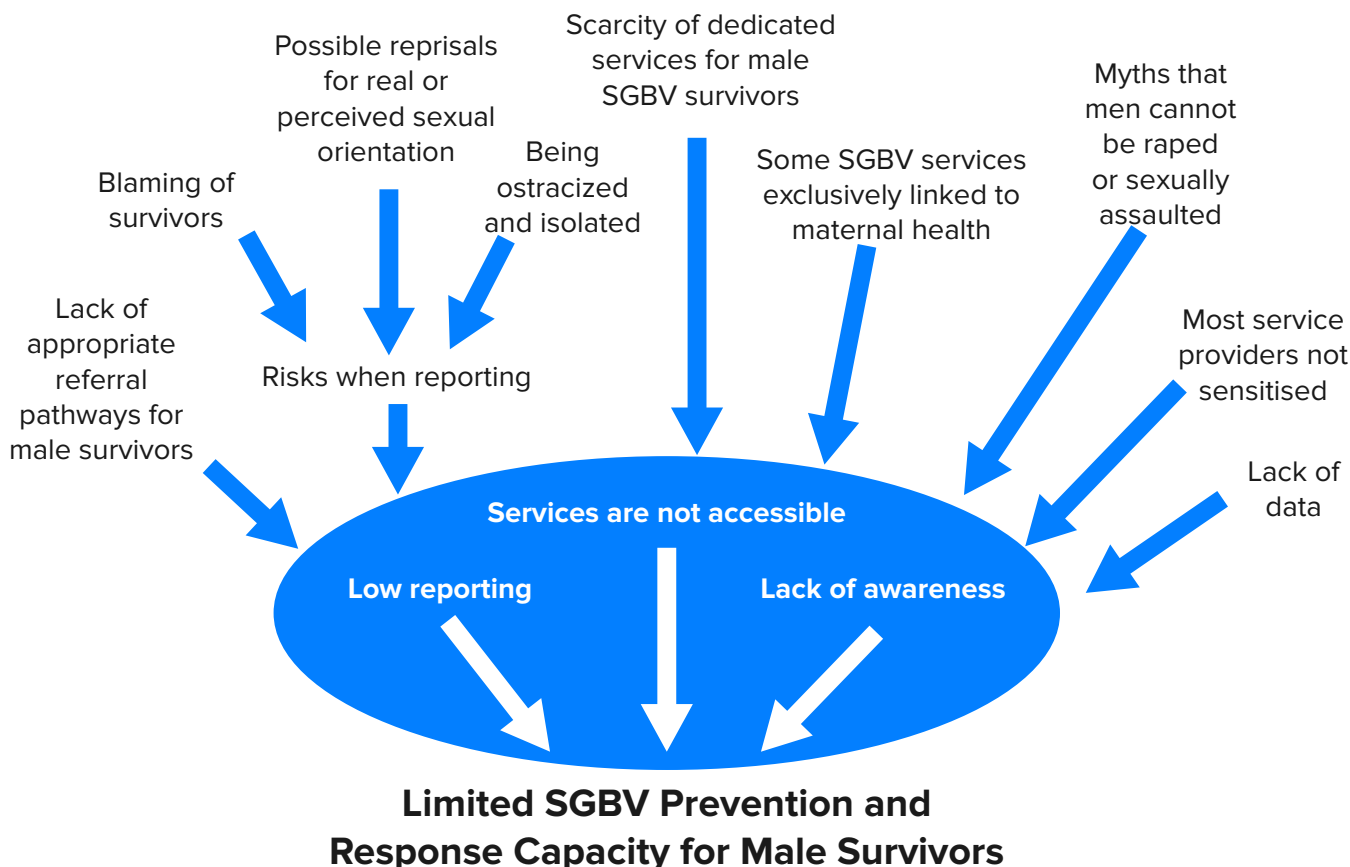 Possible reprisals
for real or
perceived sexual
orientation
Scarcity of dedicated
services for male
SGBV survivors
Myths that
men cannot
be raped
or sexually
assaulted
Blaming of
survivors
Being
ostracized
and isolated
Some SGBV services
exclusively linked to
maternal health
Lack of
appropriate
referral
pathways for
male survivors
Risks when reporting
Most service
providers not
sensitised
Lack of
data
Services are not accessible
Low reporting
Lack of awareness
Limited SGBV Prevention and
Response Capacity for Male Survivors